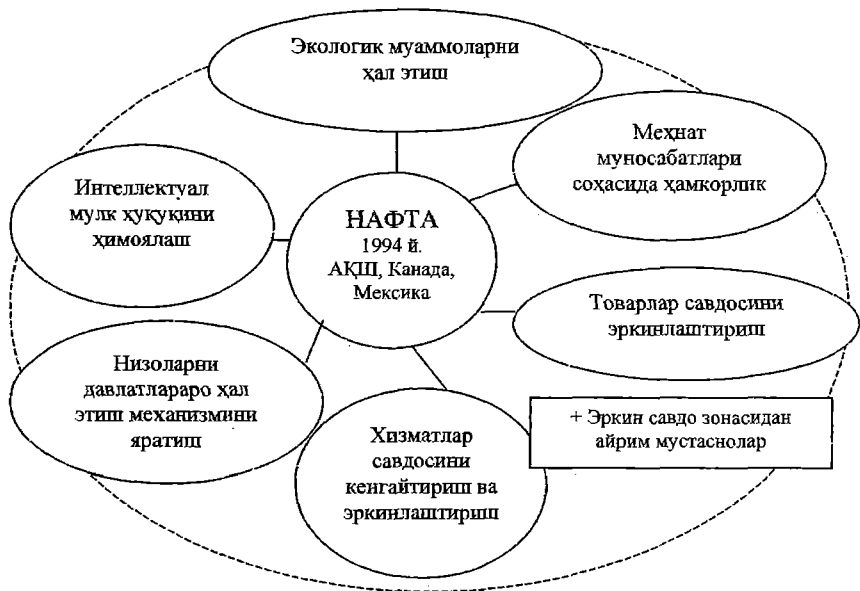 Экологик муаммоларни
ҳал этиш
Меҳнат
муносабатлари
соҳасида ҳамкорлик
Интеллектуал
мулк ҳуқуқини
ҳимоялаш
НАФТА
1994 й.
АҚШ, Канада,
Мексика
Товарлар савдосини
эркинлаштириш
Низоларни
давлатлараро ҳал
этиш механизмини
яратиш
Хизматлар
савдосини
кенгайтириш ва
эркинлаштириш
+ Эркин савдо зонасидан
айрим мустаснолар